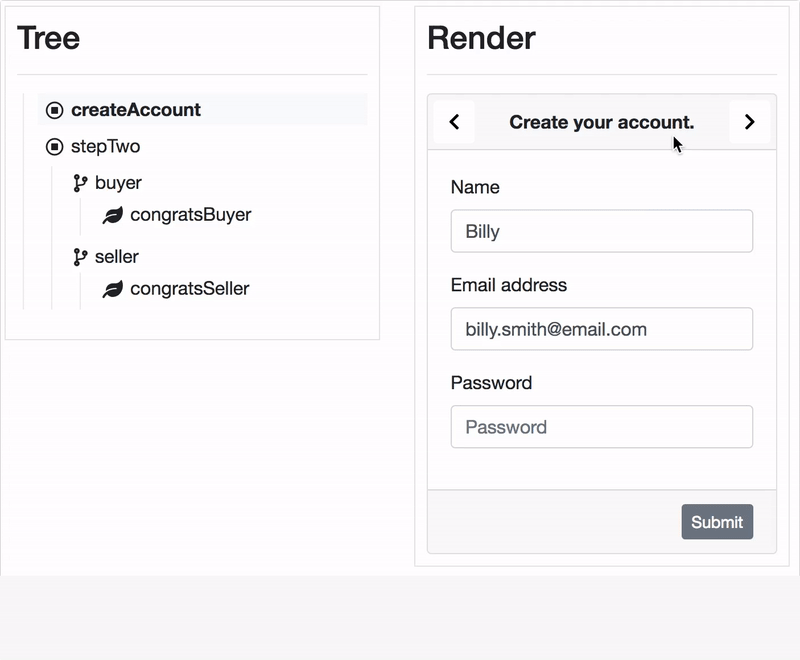 Tree
createAccount
stepTwo
buyer
congratsBuyer
seller
congratsSeller
Render
Create your account.
Name
Billy
Email address
billy.smith@email.com
Password
Password
Submit